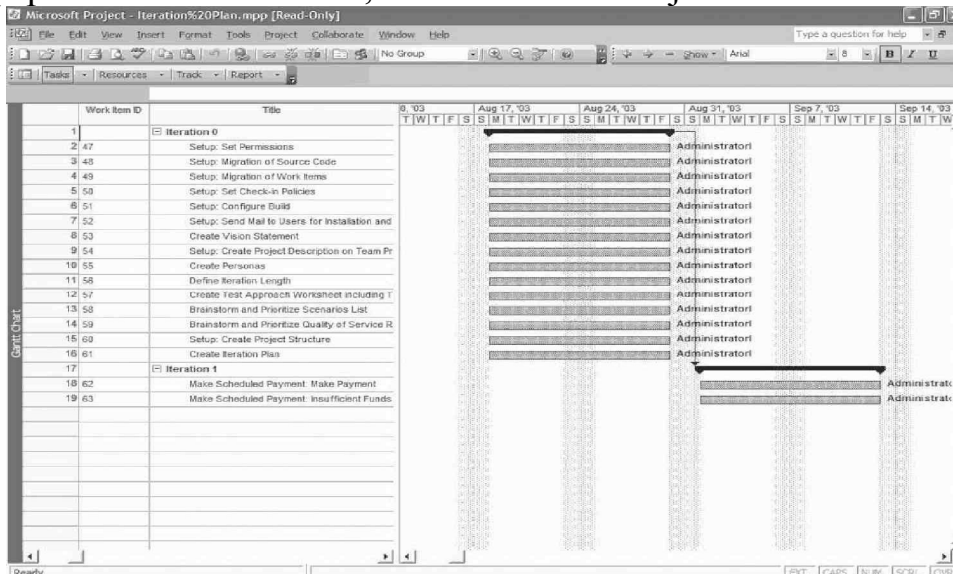 Microsoft Project - Iteration%20Plan.mpp [Read-Only]
File Edit View Insert Format Tools Project Collaborate Window Help Type a question for help
No Group Show Arial 8 B I U
Tasks Resources Track Report
Work Item ID Title 0, '03 Aug 17, '03 Aug 24, '03 Aug 31, '03 Sep 7, '03 Sep 14, '03
T W T F S S M T W T F S S M T W T F S S M T W T F S S M T W T F S S M T W
1 Iteration 0
2 47 Setup: Set Permissions Administrator[
3 48 Setup: Migration of Source Code Administrator[
4 49 Setup: Migration of Work Items Administrator[
5 50 Setup: Set Check-in Policies Administrator[
6 51 Setup: Configure Build Administrator[
7 52 Setup: Send Mail to Users for Installation and Administrator[
8 53 Create Vision Statement Administrator[
9 54 Setup: Create Project Description on Team Pr Administrator[
10 55 Create Personas Administrator[
11 56 Define Iteration Length Administrator[
12 57 Create Test Approach Worksheet including T Administrator[
13 58 Brainstorm and Prioritize Scenarios List Administrator[
14 59 Brainstorm and Prioritize Quality of Service R Administrator[
15 60 Setup: Create Project Structure Administrator[
16 61 Create Iteration Plan Administrator[
17 Iteration 1
18 62 Make Scheduled Payment: Make Payment Administrat
19 63 Make Scheduled Payment: Insufficient Funds Administrat
Gantt Chart
Ready EXT CAPS NUM SCRL OVR